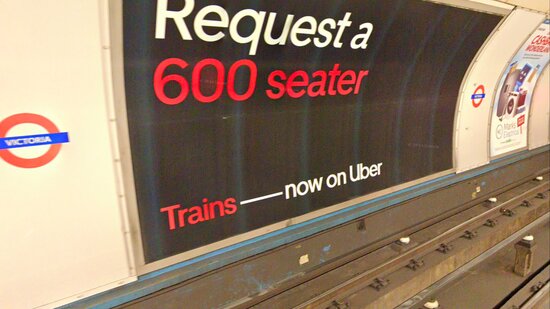 Request a
600 seater
Trains — now on Uber
VICTORIA